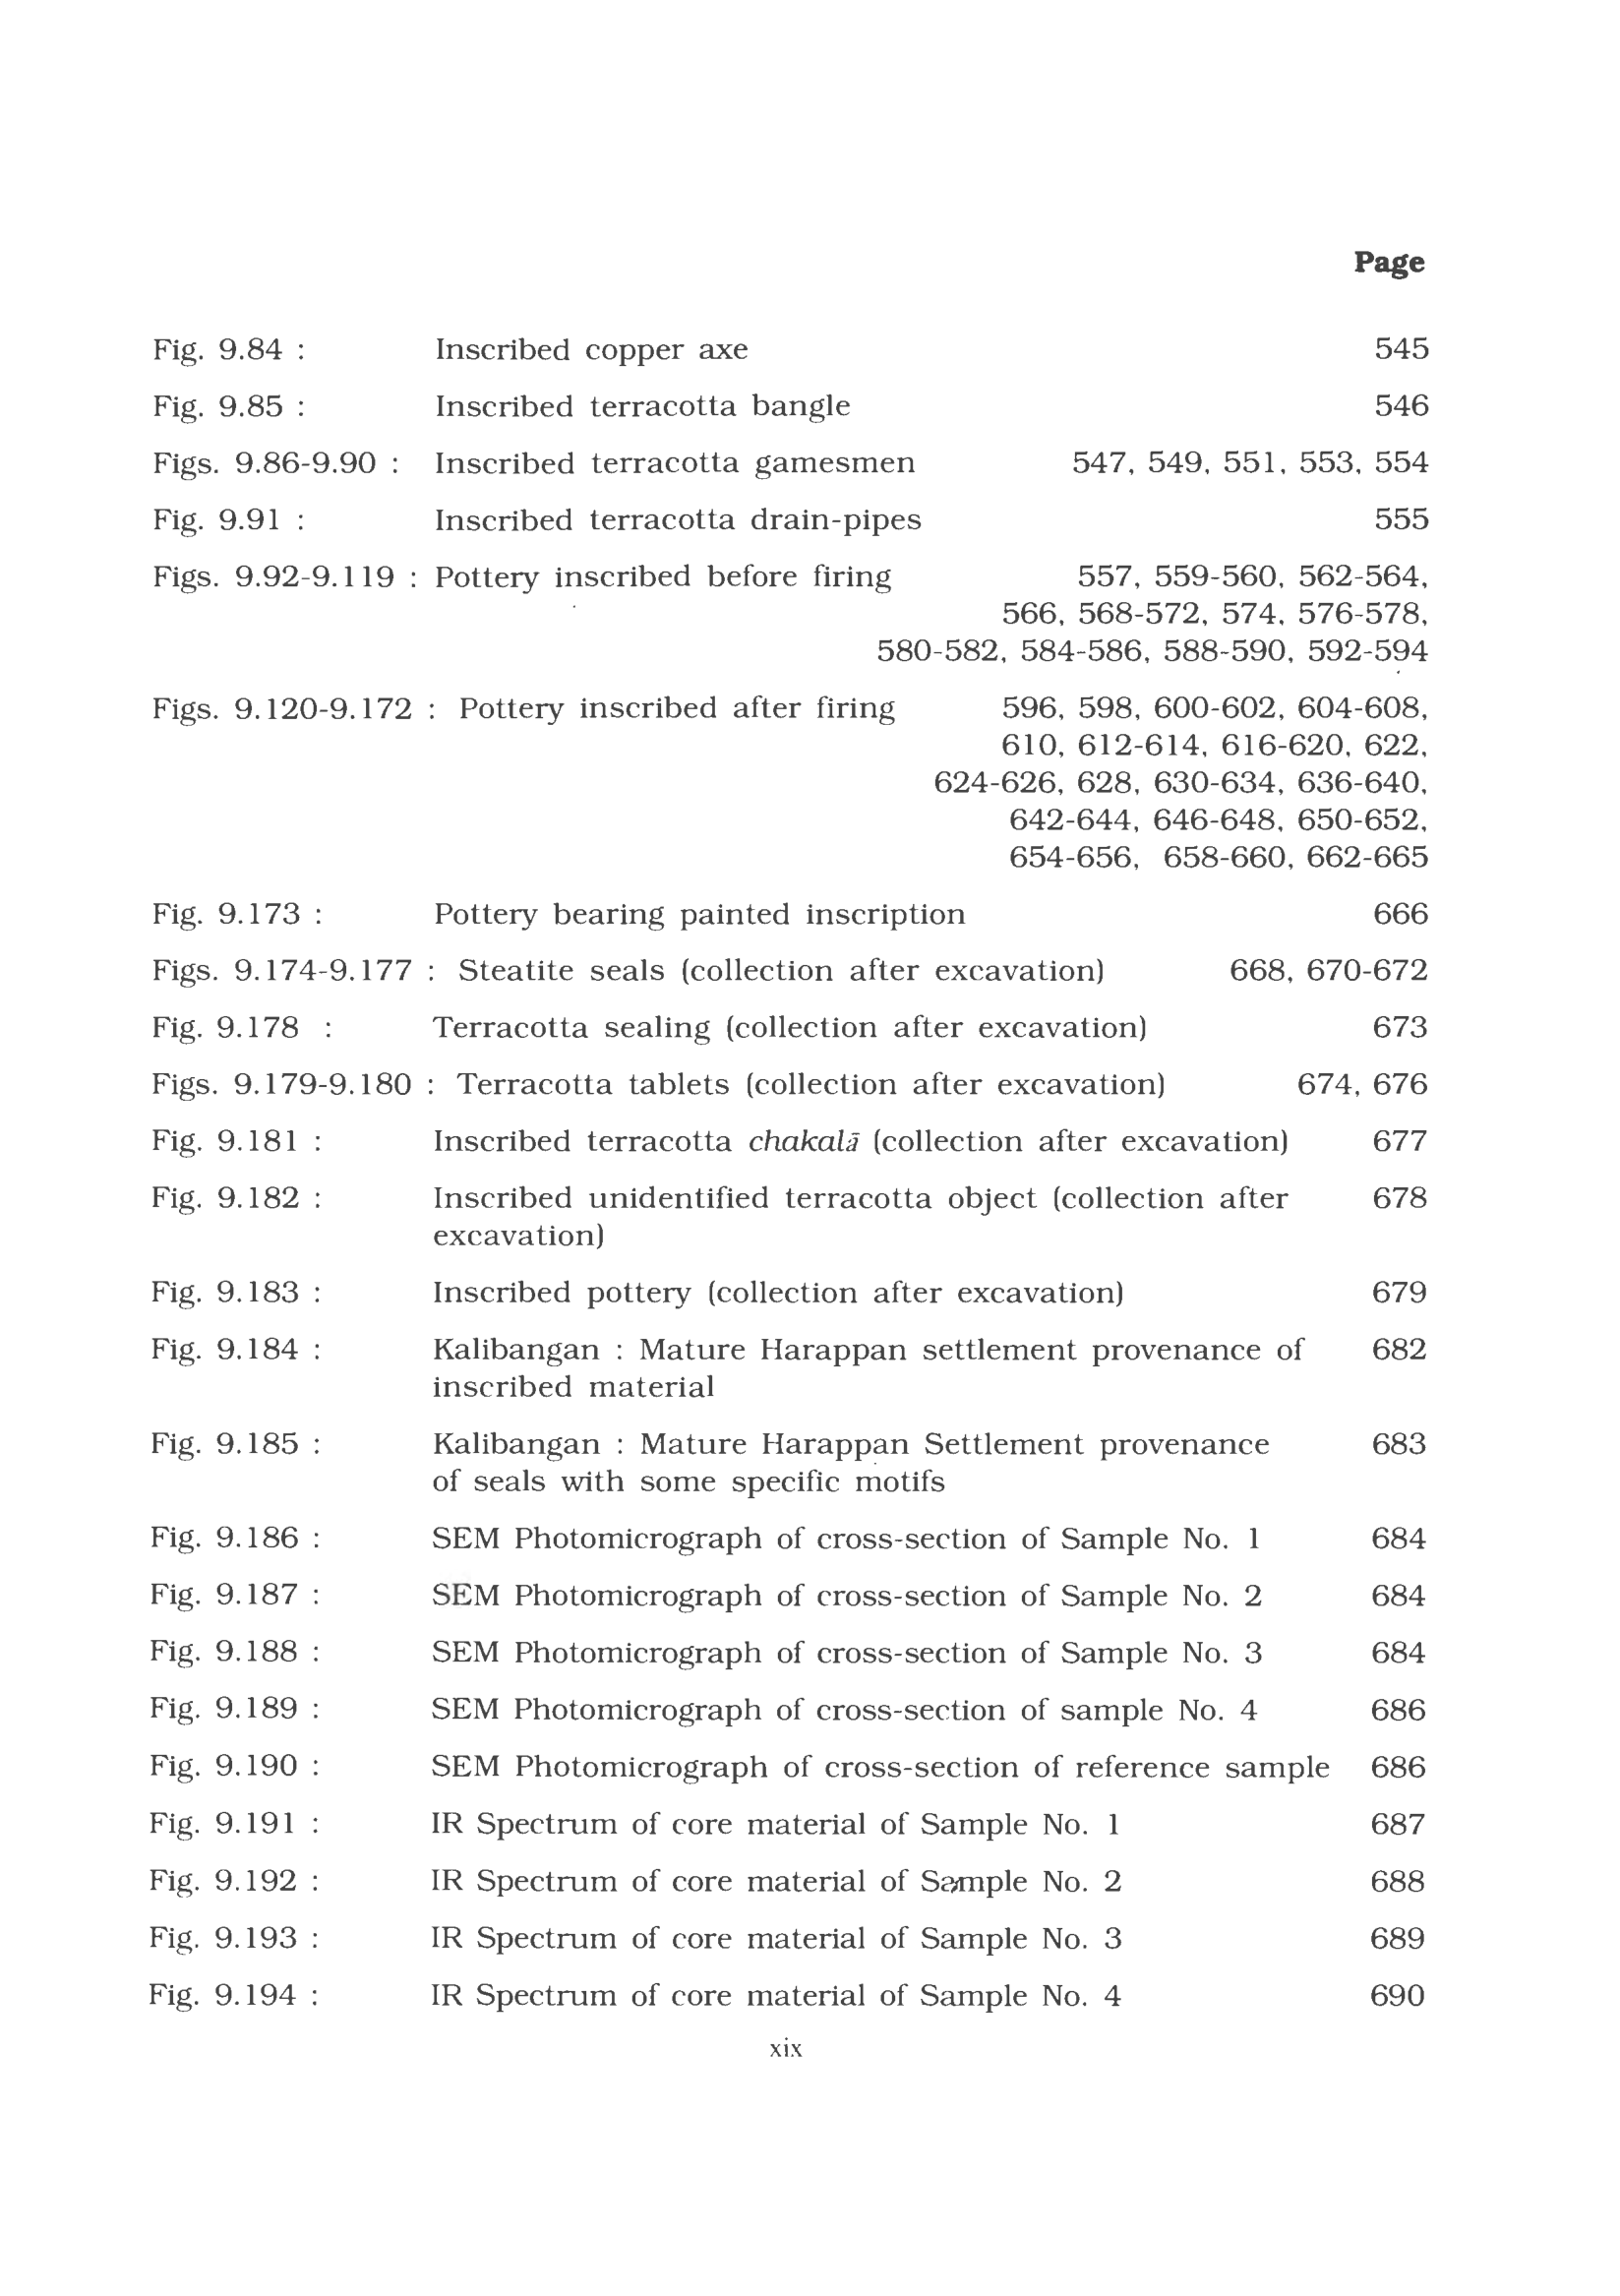 Page
Fig. 9.84 : Inscribed copper axe 545
Fig. 9.85 : Inscribed terracotta bangle 546
Figs. 9.86-9.90 : Inscribed terracotta gamesmen 547, 549, 551, 553, 554
Fig. 9.91 : Inscribed terracotta drain-pipes 555
Figs. 9.92-9.119 : Pottery inscribed before firing 557, 559-560, 562-564,
566, 568-572, 574, 576-578,
580-582, 584-586, 588-590, 592-594
Figs. 9.120-9.172 : Pottery inscribed after firing 596, 598, 600-602, 604-608,
610, 612-614, 616-620, 622,
624-626, 628, 630-634, 636-640,
642-644, 646-648, 650-652,
654-656, 658-660, 662-665
Fig. 9.173 : Pottery bearing painted inscription 666
Figs. 9.174-9.177 : Steatite seals (collection after excavation) 668, 670-672
Fig. 9.178 : Terracotta sealing (collection after excavation) 673
Figs. 9.179-9.180 : Terracotta tablets (collection after excavation) 674, 676
Fig. 9.181 : Inscribed terracotta chakalā (collection after excavation) 677
Fig. 9.182 : Inscribed unidentified terracotta object (collection after 678
excavation)
Fig. 9.183 : Inscribed pottery (collection after excavation) 679
Fig. 9.184 : Kalibangan : Mature Harappan settlement provenance of 682
inscribed material
Fig. 9.185 : Kalibangan : Mature Harappan Settlement provenance 683
of seals with some specific motifs
Fig. 9.186 : SEM Photomicrograph of cross-section of Sample No. 1 684
Fig. 9.187 : SEM Photomicrograph of cross-section of Sample No. 2 684
Fig. 9.188 : SEM Photomicrograph of cross-section of Sample No. 3 684
Fig. 9.189 : SEM Photomicrograph of cross-section of sample No. 4 686
Fig. 9.190 : SEM Photomicrograph of cross-section of reference sample 686
Fig. 9.191 : IR Spectrum of core material of Sample No. 1 687
Fig. 9.192 : IR Spectrum of core material of Sample No. 2 688
Fig. 9.193 : IR Spectrum of core material of Sample No. 3 689
Fig. 9.194 : IR Spectrum of core material of Sample No. 4 690
xix